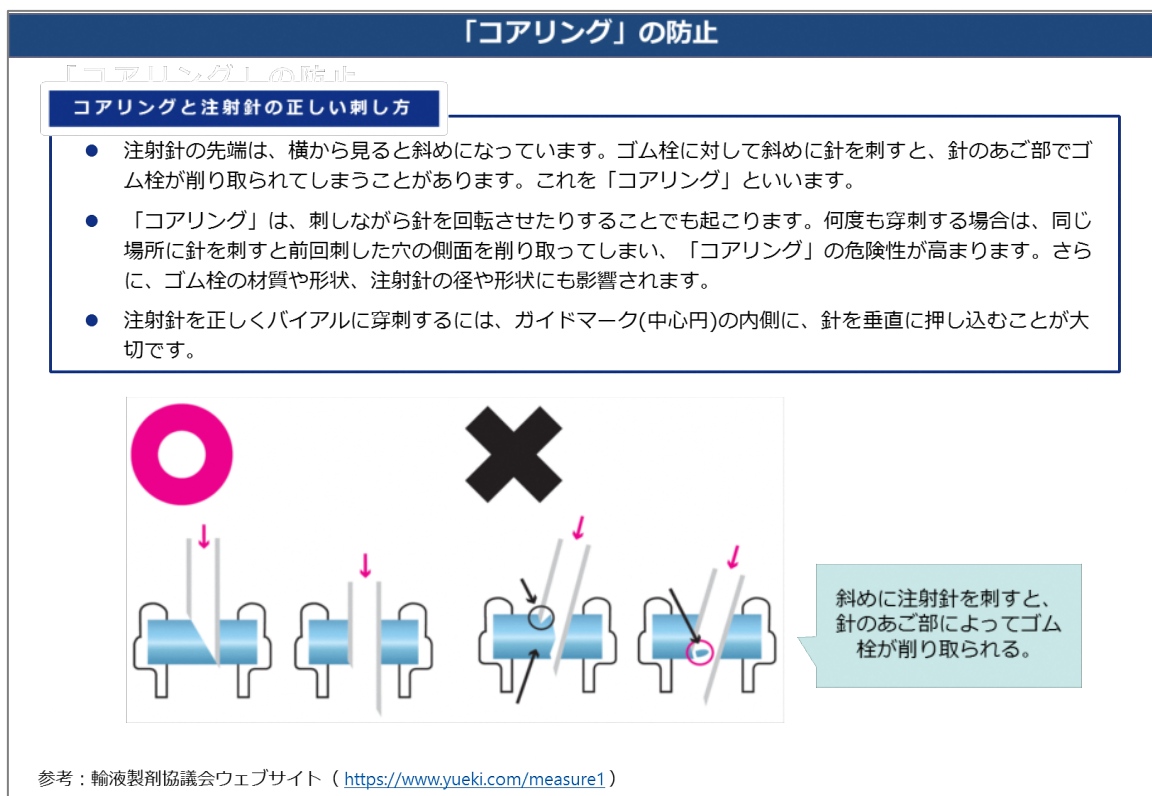 「コアリング」の防止
「コアリング」の防止
コアリングと注射針の正しい刺し方
● 注射針の先端は、横から見ると斜めになっています。ゴム栓に対して斜めに針を刺すと、針のあご部でゴ
ム栓が削り取られてしまうことがあります。これを「コアリング」といいます。
● 「コアリング」は、刺しながら針を回転させたりすることでも起こります。何度も穿刺する場合は、同じ
場所に針を刺すと前回刺した穴の側面を削り取ってしまい、「コアリング」の危険性が高まります。さら
に、ゴム栓の材質や形状、注射針の径や形状にも影響されます。
● 注射針を正しくバイアルに穿刺するには、ガイドマーク(中心円)の内側に、針を垂直に押し込むことが大
切です。
斜めに注射針を刺すと、
針のあご部によってゴム
栓が削り取られる。
参考：輸液製剤協議会ウェブサイト（ https://www.yueki.com/measure1 ）